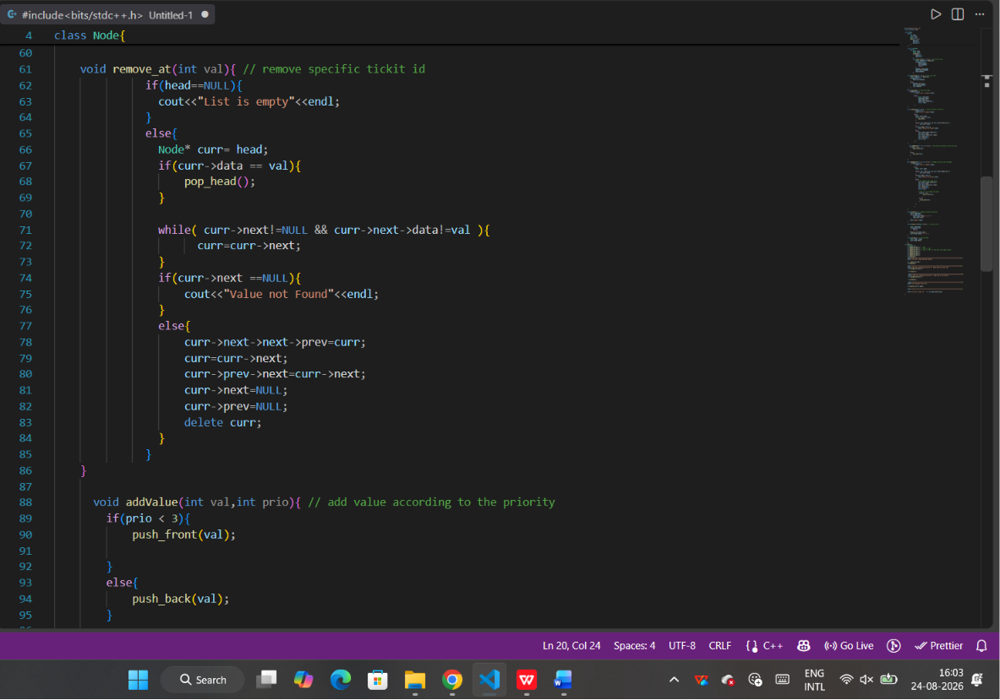 #include<bits/stdc++.h> Untitled-1
4 class Node{
60
61 void remove_at(int val){ // remove specific tickit id
62 if(head==NULL){
63 cout<<"List is empty"<<endl;
64 }
65 else{
66 Node* curr= head;
67 if(curr->data == val){
68 pop_head();
69 }
70
71 while( curr->next!=NULL && curr->next->data!=val ){
72 curr=curr->next;
73 }
74 if(curr->next ==NULL){
75 cout<<"Value not Found"<<endl;
76 }
77 else{
78 curr->next->next->prev=curr;
79 curr=curr->next;
80 curr->prev->next=curr->next;
81 curr->next=NULL;
82 curr->prev=NULL;
83 delete curr;
84 }
85 }
86 }
87
88 void addValue(int val,int prio){ // add value according to the priority
89 if(prio < 3){
90 push_front(val);
91
92 }
93 else{
94 push_back(val);
95 }
Ln 20, Col 24 Spaces: 4 UTF-8 CRLF { } C++ Go Live Prettier
Search
ENG
INTL
16:03
24-08-2026